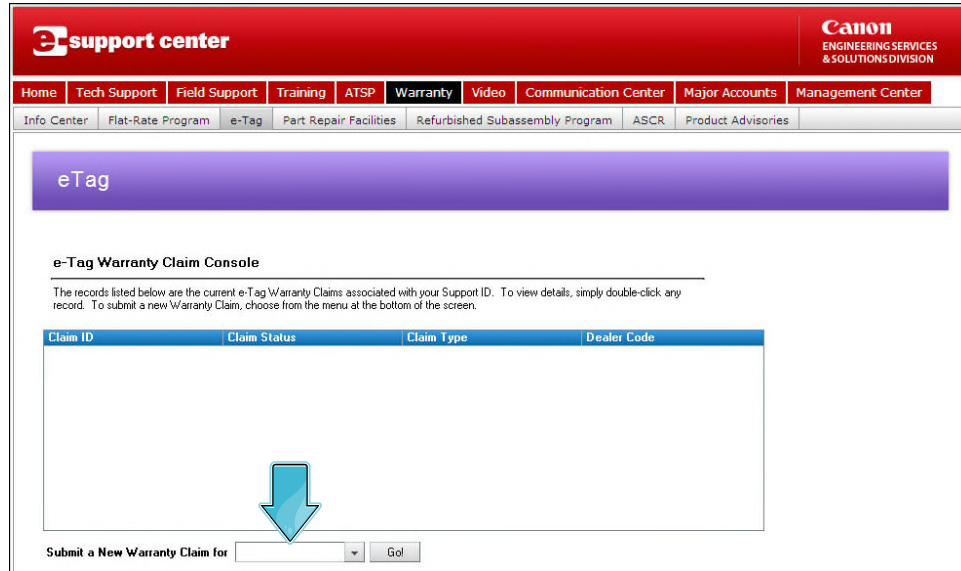 e-support center
Canon
ENGINEERING SERVICES
& SOLUTIONS DIVISION
Home Tech Support Field Support Training ATSP Warranty Video Communication Center Major Accounts Management Center
Info Center Flat-Rate Program e-Tag Part Repair Facilities Refurbished Subassembly Program ASCR Product Advisories
eTag
e-Tag Warranty Claim Console
The records listed below are the current e-Tag Warranty Claims associated with your Support ID. To view details, simply double-click any
record. To submit a new Warranty Claim, choose from the menu at the bottom of the screen.
Claim ID Claim Status Claim Type Dealer Code
Submit a New Warranty Claim for Go!